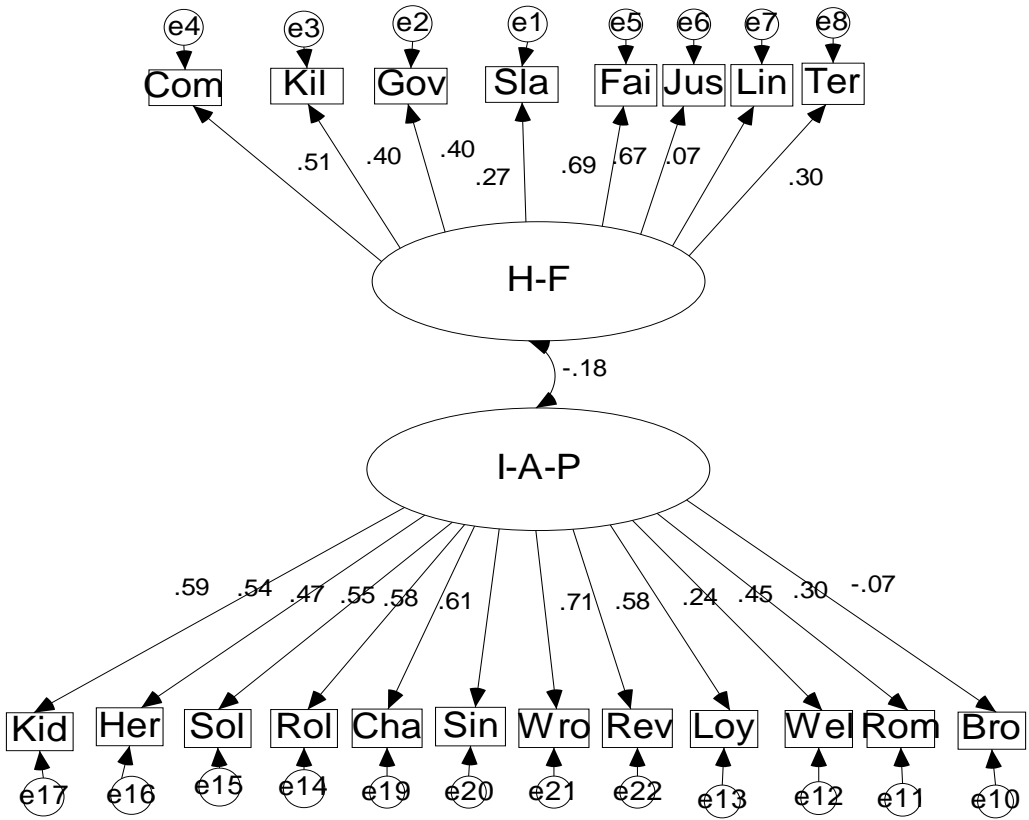 e4 e3 e2 e1 e5 e6 e7 e8
Com Kil Gov Sla Fai Jus Lin Ter
.51 .40 .40 .27 .69 .67 .07 .30
H-F
-.18
I-A-P
.59 .54 .47 .55 .58 .61 .71 .58 .24 .45 .30 -.07
Kid Her Sol Rol Cha Sin Wro Rev Loy Wel Rom Bro
e17 e16 e15 e14 e19 e20 e21 e22 e13 e12 e11 e10